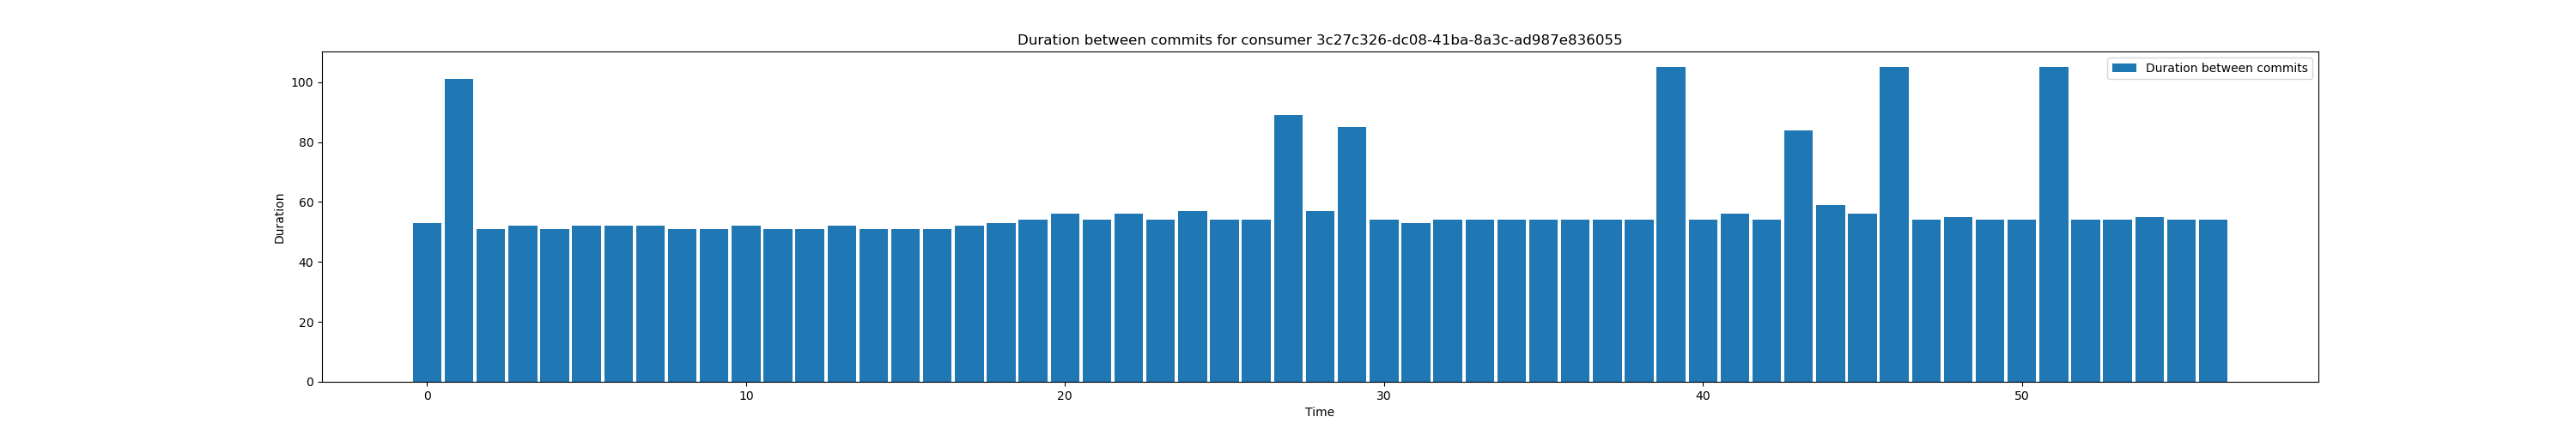 Duration between commits for consumer 3c27c326-dc08-41ba-8a3c-ad987e836055
Duration between commits
100
80
60
40
20
0
Duration
0 10 20 30 40 50
Time